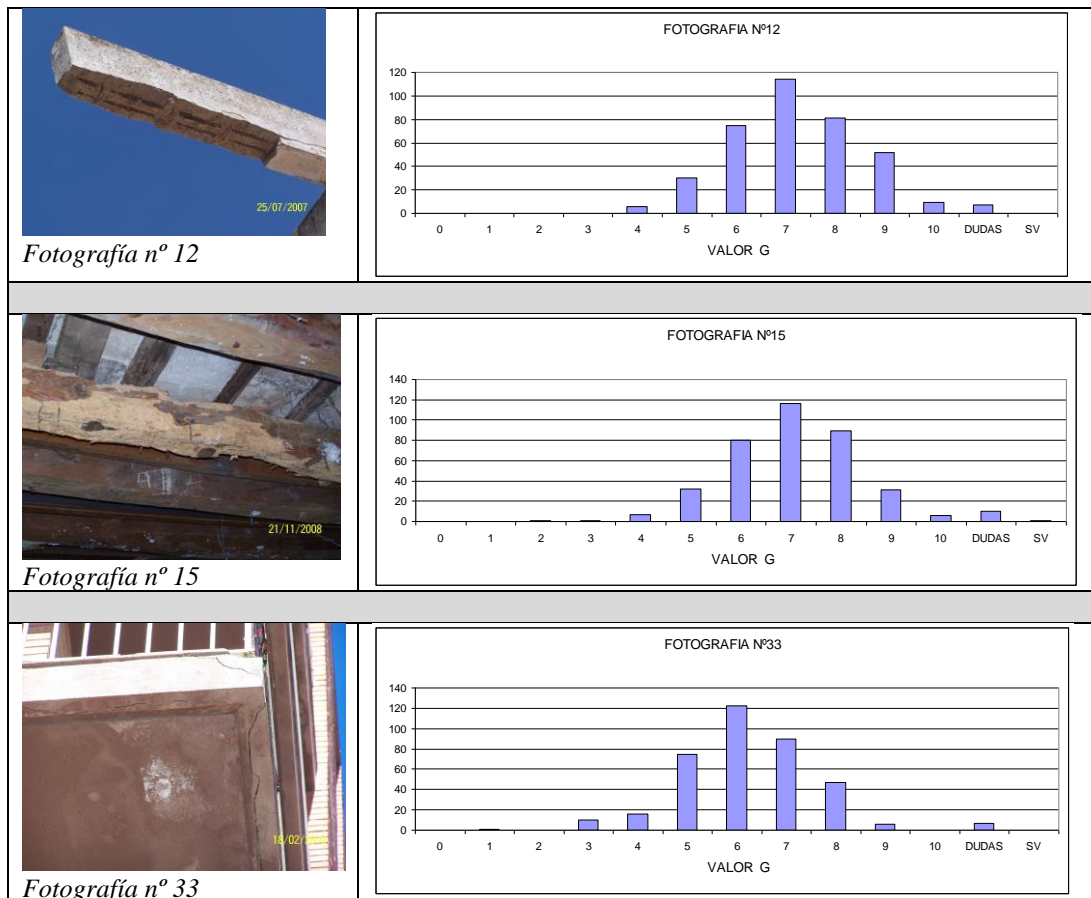 FOTOGRAFIA Nº12
120
100
80
60
40
20
0
0 1 2 3 4 5 6 7 8 9 10 DUDAS SV
VALOR G
25/07/2007
Fotografía nº 12
FOTOGRAFIA Nº15
140
120
100
80
60
40
20
0
0 1 2 3 4 5 6 7 8 9 10 DUDAS SV
VALOR G
21/11/2008
Fotografía nº 15
FOTOGRAFIA Nº33
140
120
100
80
60
40
20
0
0 1 2 3 4 5 6 7 8 9 10 DUDAS SV
VALOR G
18/02/
Fotografía nº 33